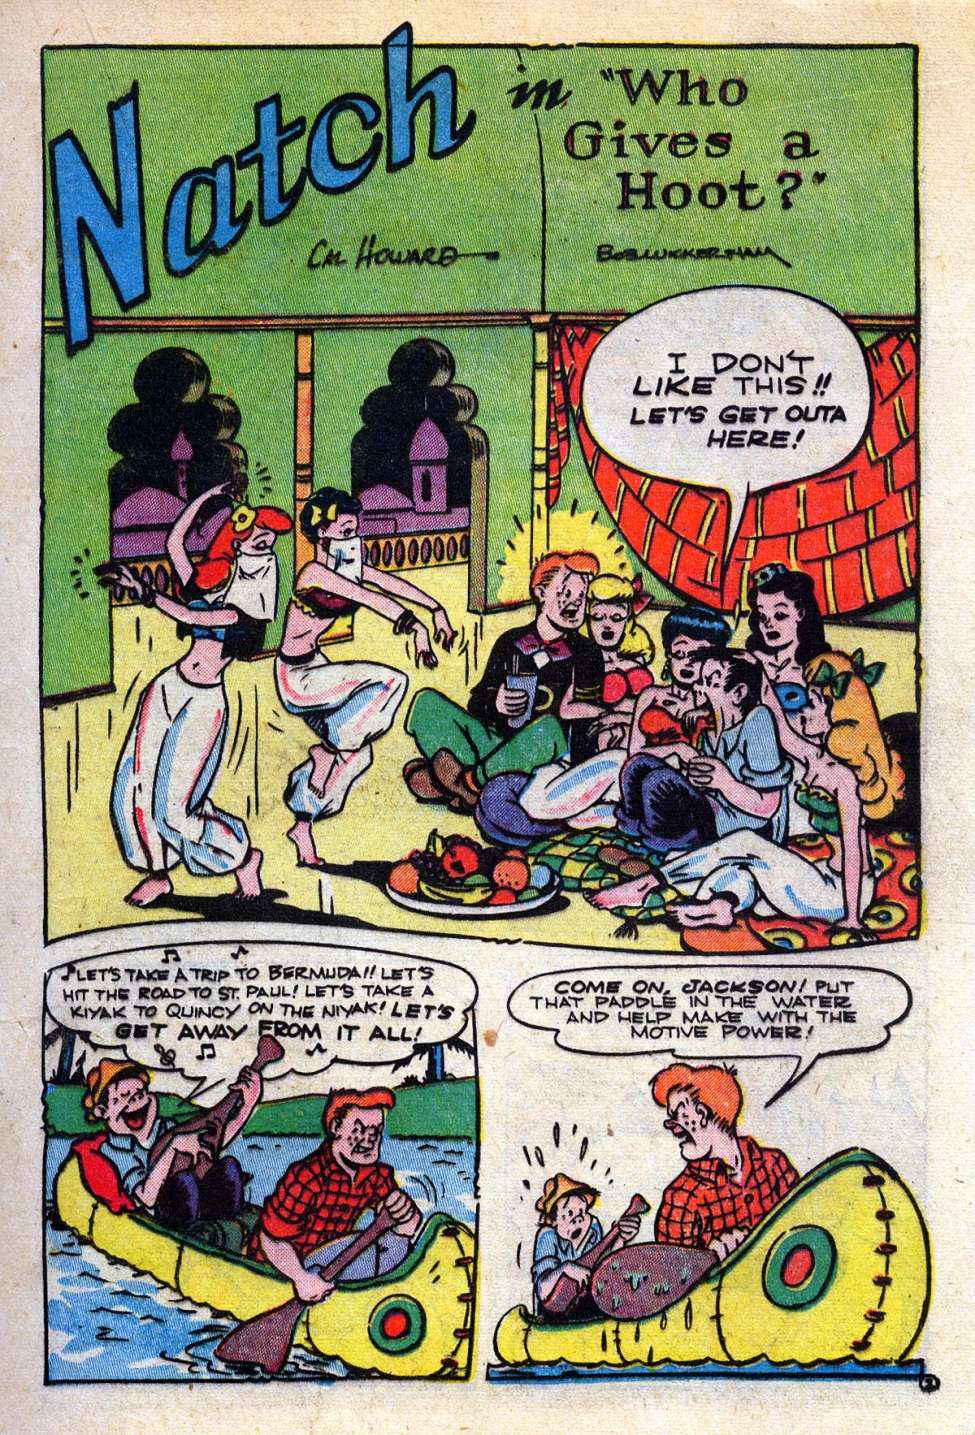 Natch in "Who
Gives a
Hoot?"
CAL HOWARD
I DON'T
LIKE THIS!!
LET'S GET OUTA
HERE!
LET'S TAKE A TRIP TO BERMUDA!! LET'S
HIT THE ROAD TO ST. PAUL! LET'S TAKE A
KIYAK TO QUINCY ON THE NIYAK! LET'S
GET AWAY FROM IT ALL!
COME ON, JACKSON! PUT
THAT PADDLE IN THE WATER
AND HELP MAKE WITH THE
MOTIVE POWER!